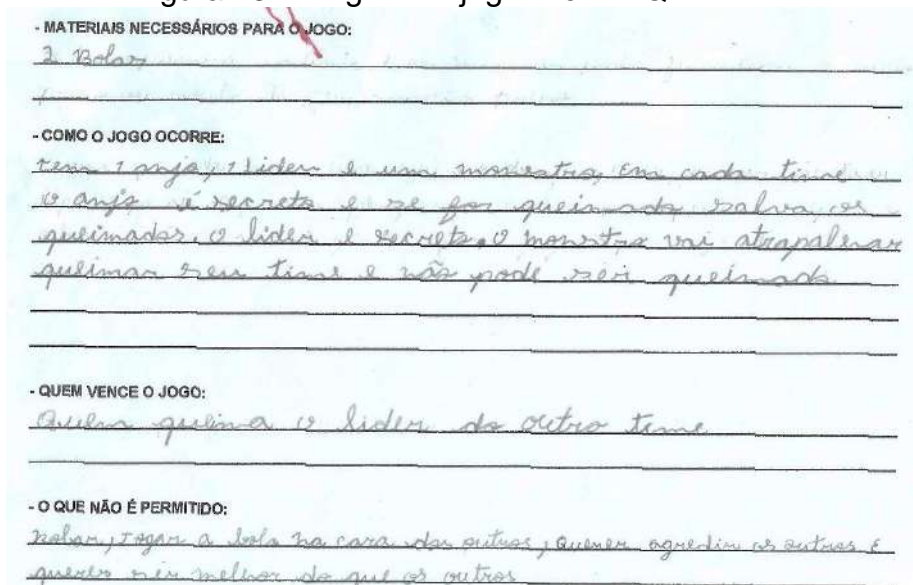 - MATERIAIS NECESSÁRIOS PARA O JOGO:
2 Bolas
- COMO O JOGO OCORRE:
tem 1 anjo, 1 lider e um monstro, em cada time
o anjo é secreto e se for queimado salva os
queimados, o lider é secreto, o monstro vai atrapalhar
queimar seu time e não pode ser queimado
- QUEM VENCE O JOGO:
Quem queima o lider do outro time
- O QUE NÃO É PERMITIDO:
Robar, jogar a bola na cara dos outros, Querer agredir os outros E
querer ser melhor do que os outros